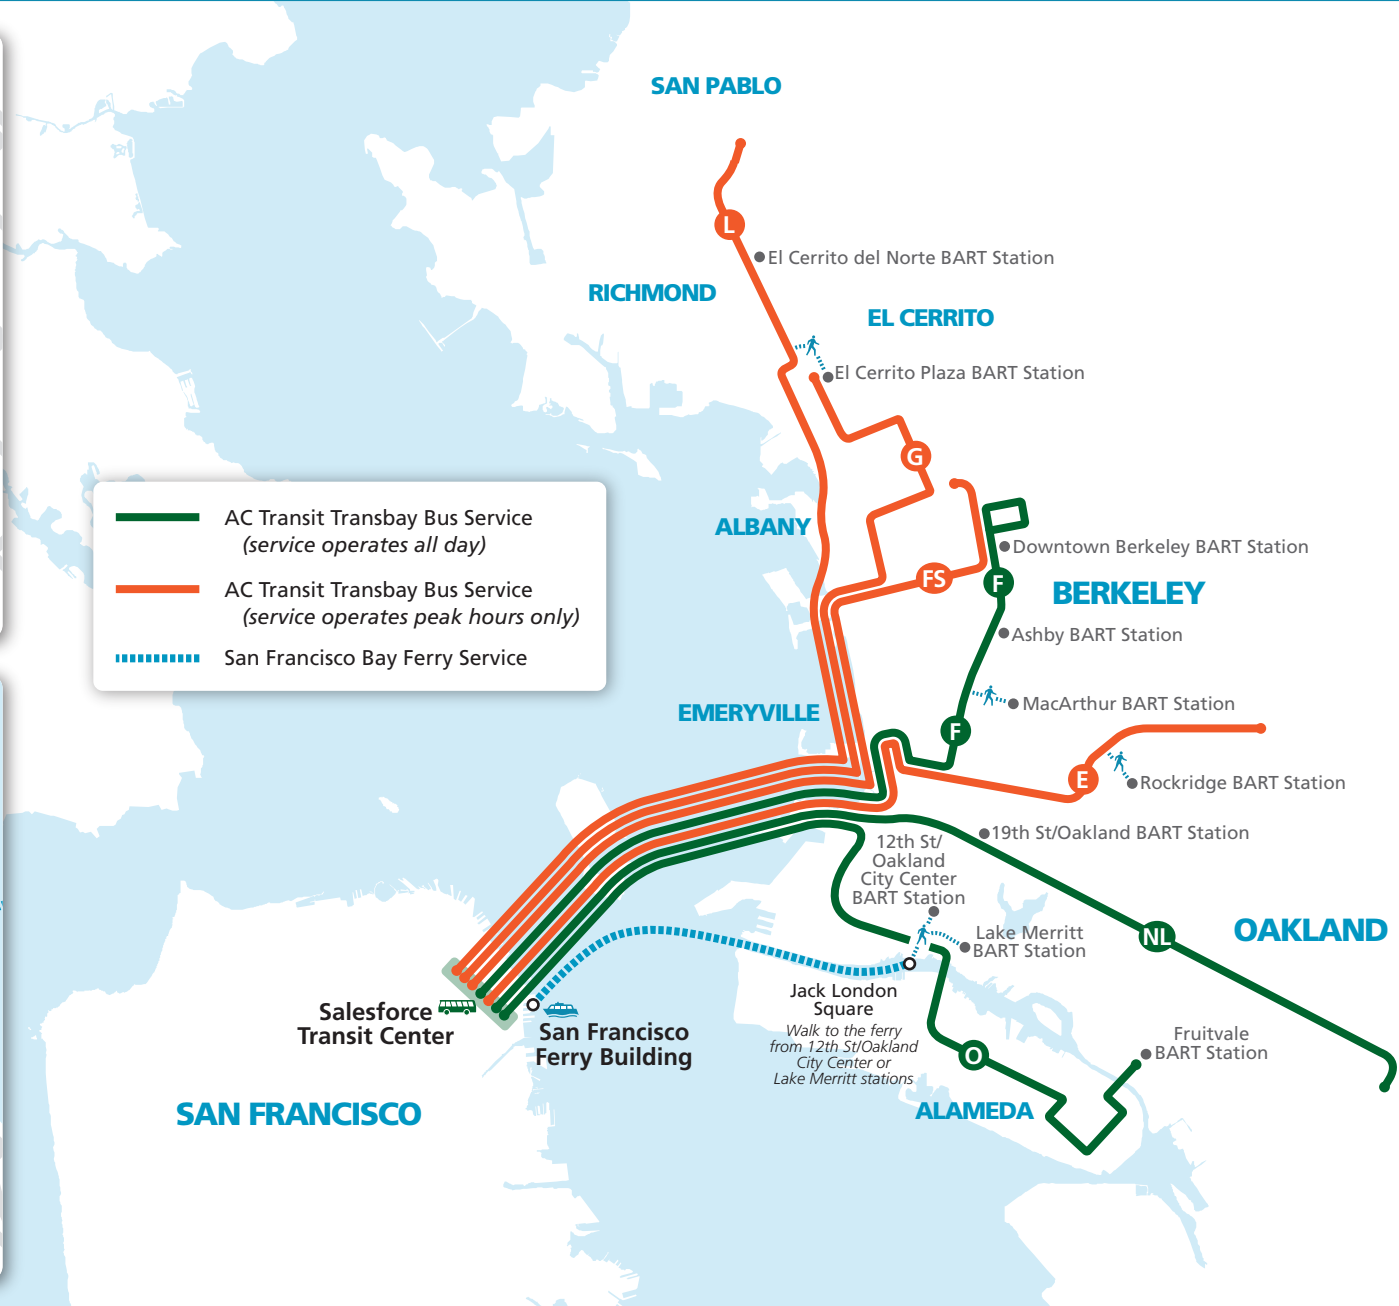 SAN PABLO
L
El Cerrito del Norte BART Station
RICHMOND
EL CERRITO
El Cerrito Plaza BART Station
G
AC Transit Transbay Bus Service
(service operates all day)
AC Transit Transbay Bus Service
(service operates peak hours only)
San Francisco Bay Ferry Service
ALBANY
Downtown Berkeley BART Station
FS
F
BERKELEY
Ashby BART Station
MacArthur BART Station
EMERYVILLE
F
E
Rockridge BART Station
19th St/Oakland BART Station
12th St/
Oakland
City Center
BART Station
Lake Merritt
BART Station
NL
OAKLAND
Jack London
Square
Walk to the ferry
from 12th St/Oakland
City Center or
Lake Merritt stations
Salesforce
Transit Center
San Francisco
Ferry Building
O
Fruitvale
BART Station
SAN FRANCISCO
ALAMEDA